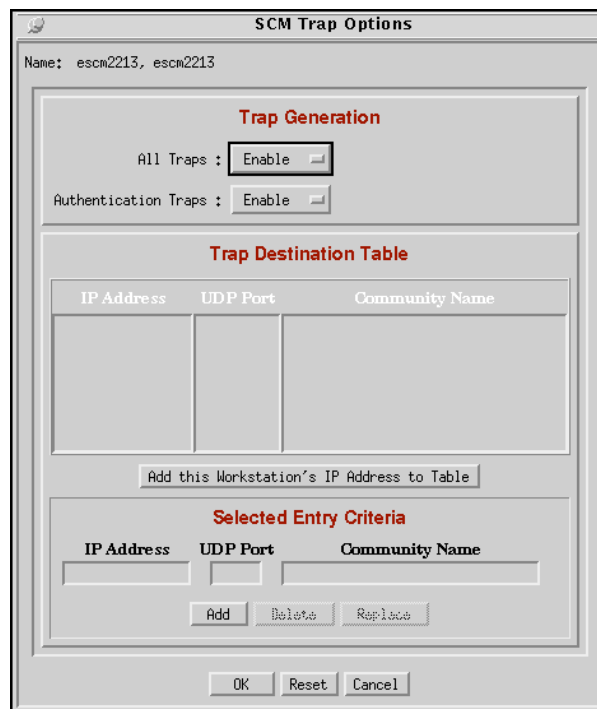 SCM Trap Options
Name: escm2213, escm2213
Trap Generation
All Traps : Enable
Authentication Traps : Enable
Trap Destination Table
IP Address UDP Port Community Name
Add this Workstation's IP Address to Table
Selected Entry Criteria
IP Address UDP Port Community Name
Add Delete Replace
OK Reset Cancel